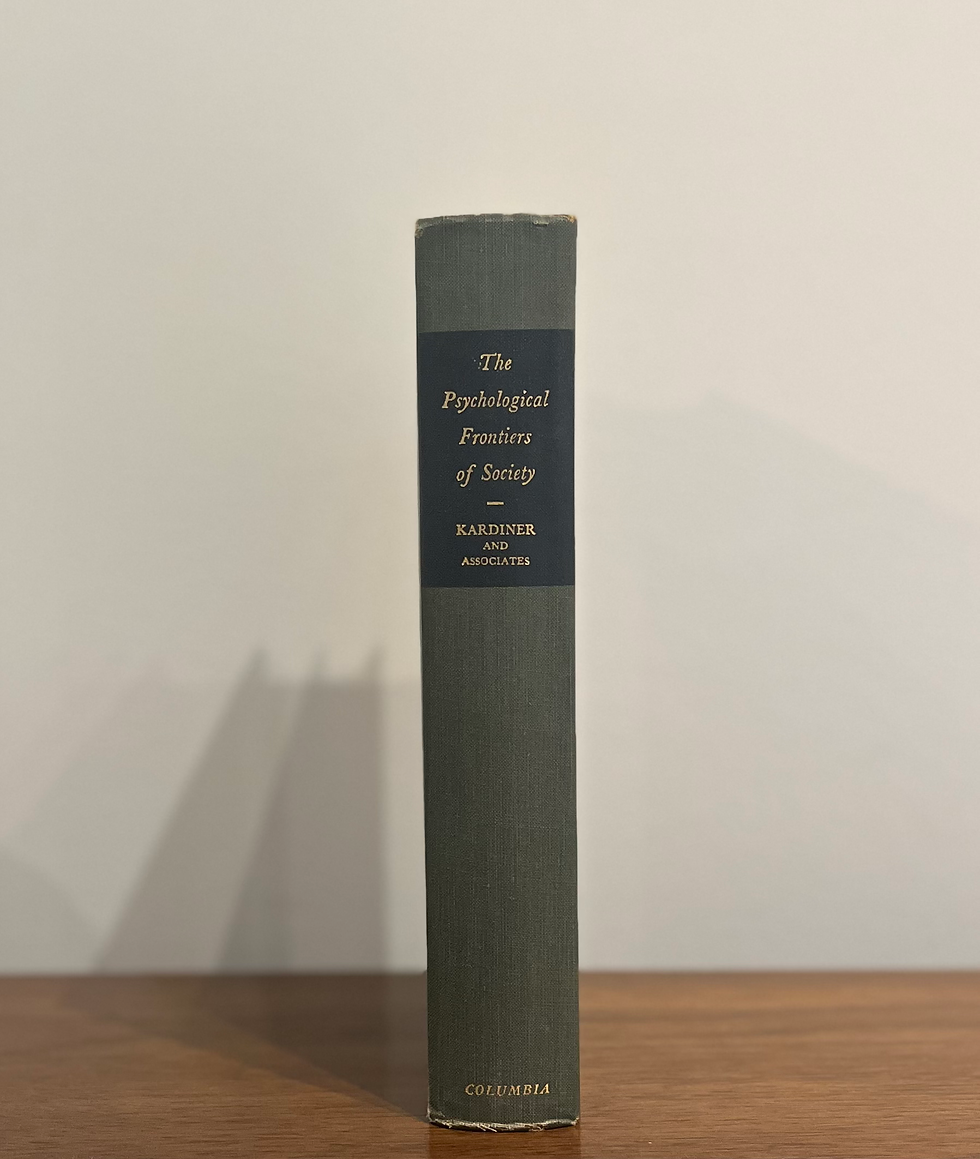 The
Psychological
Frontiers
of Society
KARDINER
AND
ASSOCIATES
COLUMBIA